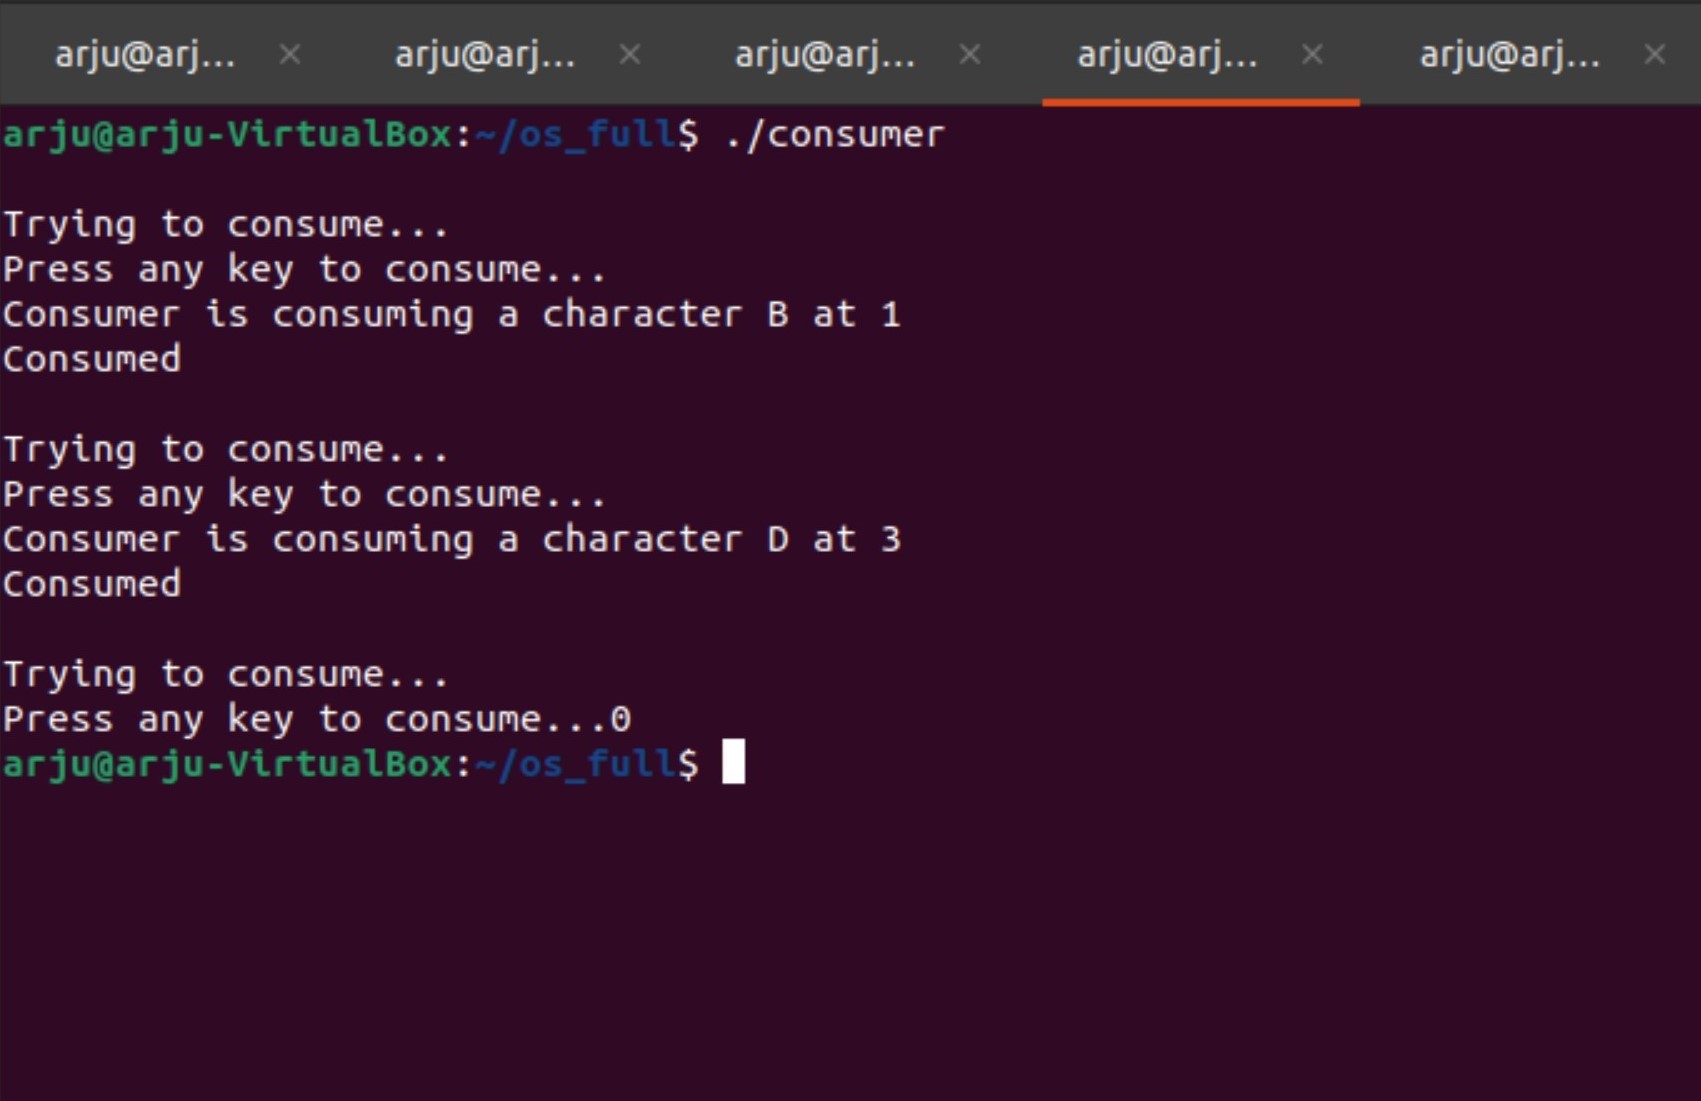 arju@arj... × arju@arj... × arju@arj... × arju@arj... × arju@arj... ×
arju@arju-VirtualBox:~/os_full$ ./consumer
Trying to consume...
Press any key to consume...
Consumer is consuming a character B at 1
Consumed
Trying to consume...
Press any key to consume...
Consumer is consuming a character D at 3
Consumed
Trying to consume...
Press any key to consume...0
arju@arju-VirtualBox:~/os_full$